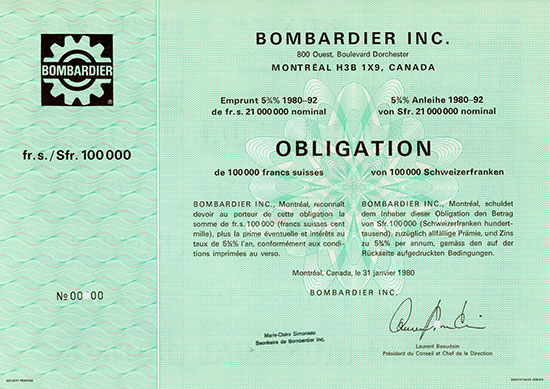 BOMBARDIER
®
fr.s./Sfr. 100 000
BOMBARDIER INC.
800 Ouest, Boulevard Dorchester
MONTRÉAL H3B 1X9, CANADA
Emprunt 5¾% 1980–92
de fr.s. 21 000 000 nominal
5¾% Anleihe 1980–92
von Sfr. 21 000 000 nominal
OBLIGATION
de 100 000 francs suisses
von 100 000 Schweizerfranken
BOMBARDIER INC., Montréal, reconnaît
devoir au porteur de cette obligation la
somme de fr.s. 100 000 (francs suisses cent
mille), plus la prime éventuelle et intérêts au
taux de 5¾% l'an, conformément aux condi-
tions imprimées au verso.
BOMBARDIER INC., Montréal, schuldet
dem Inhaber dieser Obligation den Betrag
von Sfr. 100 000 (Schweizerfranken hundert-
tausend), zuzüglich allfällige Prämie, und Zins
zu 5¾% per annum, gemäss den auf der
Rückseite aufgedruckten Bedingungen.
Montréal, Canada, le 31 janvier 1980
BOMBARDIER INC.
№ 00 00
Marie-Claire Simoneau
Secrétaire de Bombardier Inc.
Laurent Beaudoin
Président du Conseil et Chef de la Direction